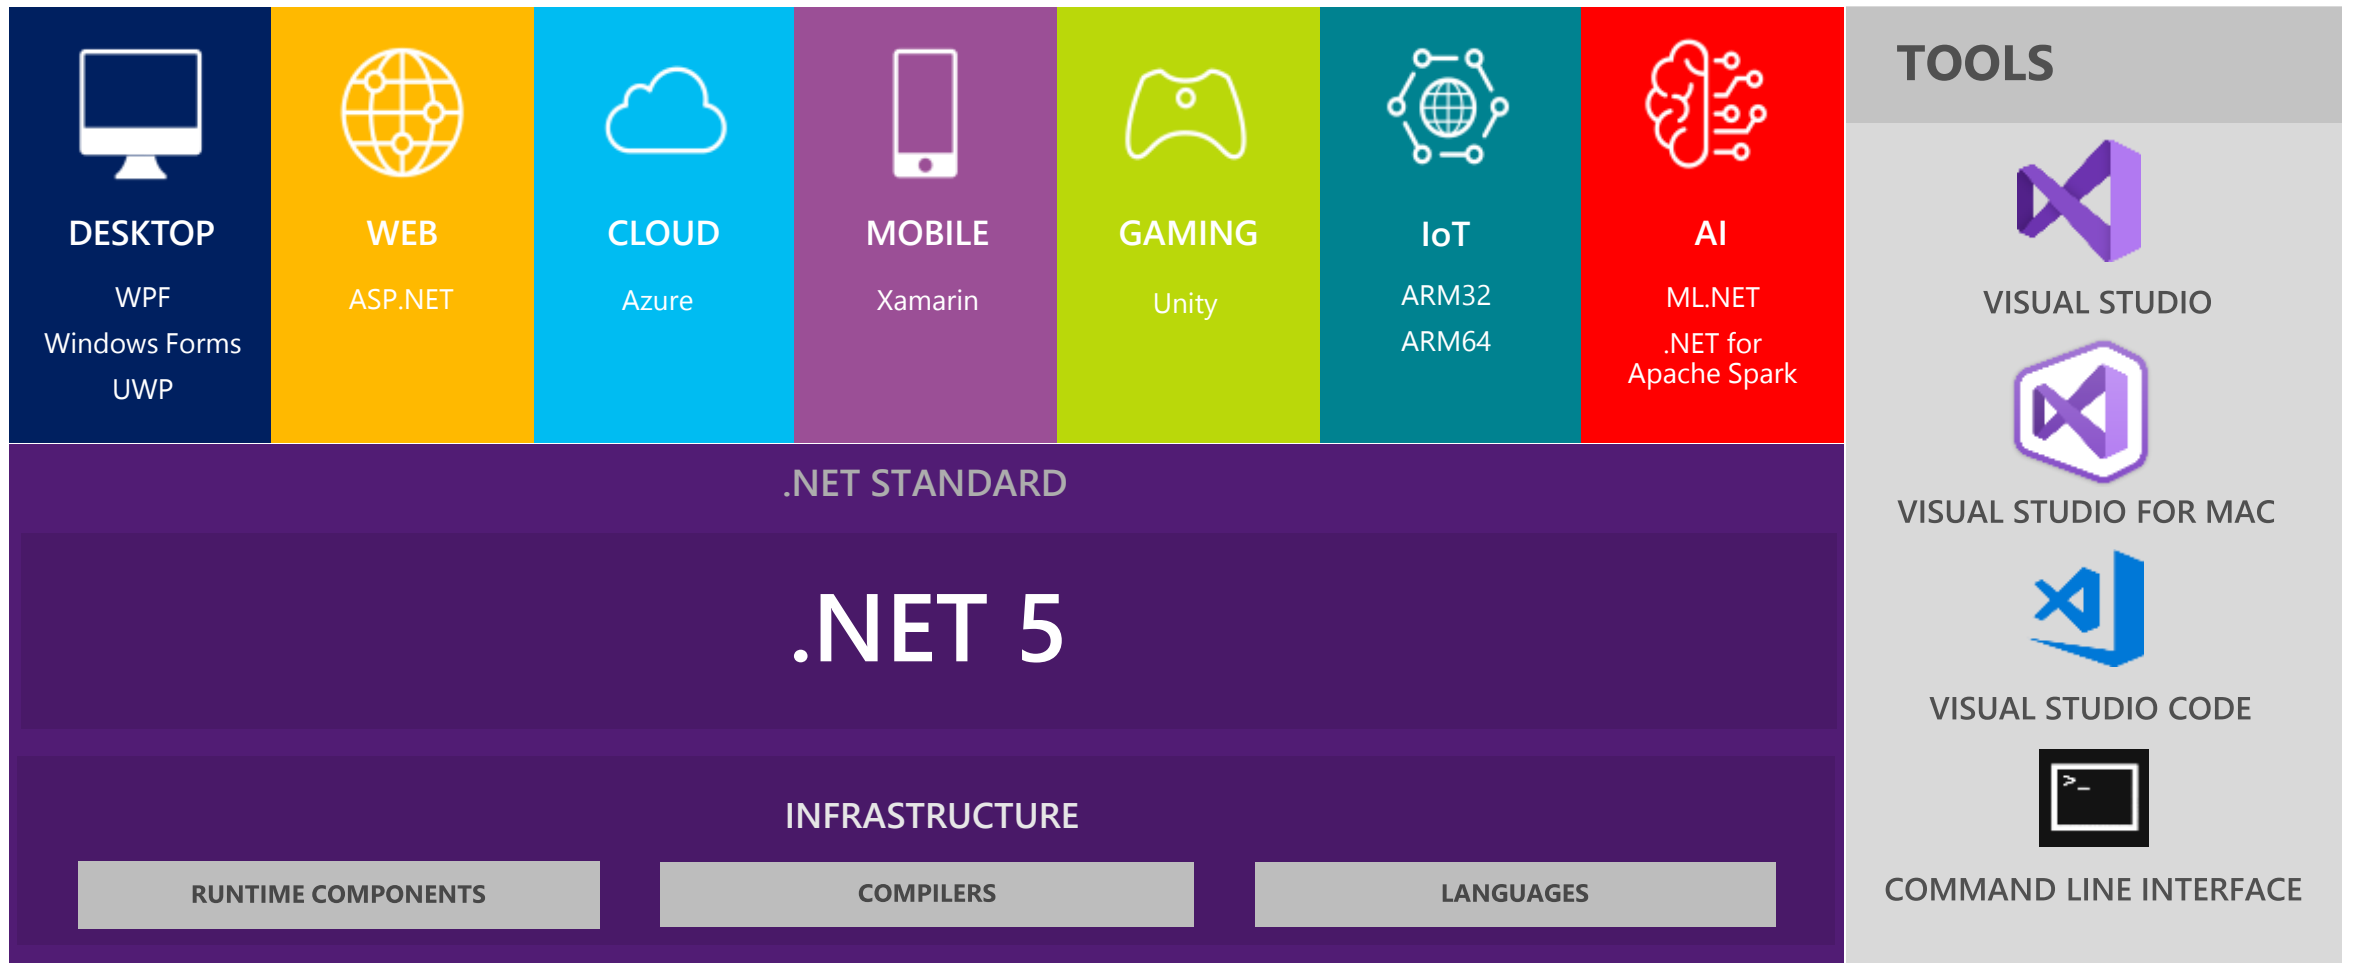 DESKTOP
WPF
Windows Forms
UWP
WEB
ASP.NET
CLOUD
Azure
MOBILE
Xamarin
GAMING
Unity
IoT
ARM32
ARM64
AI
ML.NET
.NET for
Apache Spark
.NET STANDARD
.NET 5
INFRASTRUCTURE
RUNTIME COMPONENTS
COMPILERS
LANGUAGES
TOOLS
VISUAL STUDIO
VISUAL STUDIO FOR MAC
VISUAL STUDIO CODE
>_
COMMAND LINE INTERFACE